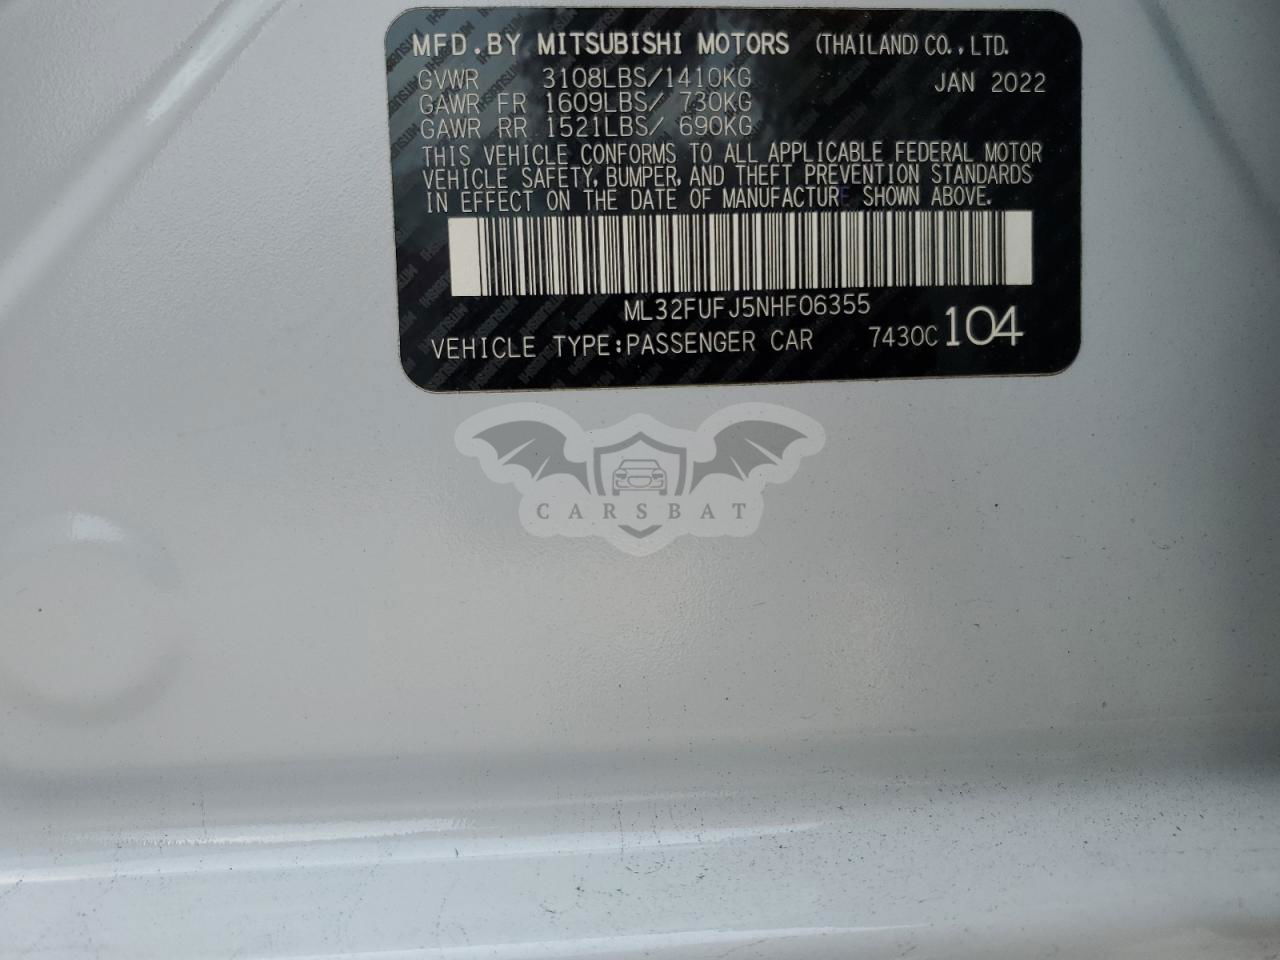 MFD.BY MITSUBISHI MOTORS (THAILAND)CO.,LTD.
GVWR 3108LBS/1410KG JAN 2022
GAWR FR 1609LBS/ 730KG
GAWR RR 1521LBS/ 690KG
THIS VEHICLE CONFORMS TO ALL APPLICABLE FEDERAL MOTOR
VEHICLE SAFETY, BUMPER, AND THEFT PREVENTION STANDARDS
IN EFFECT ON THE DATE OF MANUFACTURE SHOWN ABOVE.
ML32FUFJ5NHF06355
VEHICLE TYPE:PASSENGER CAR 7430C 104
CARSBAT